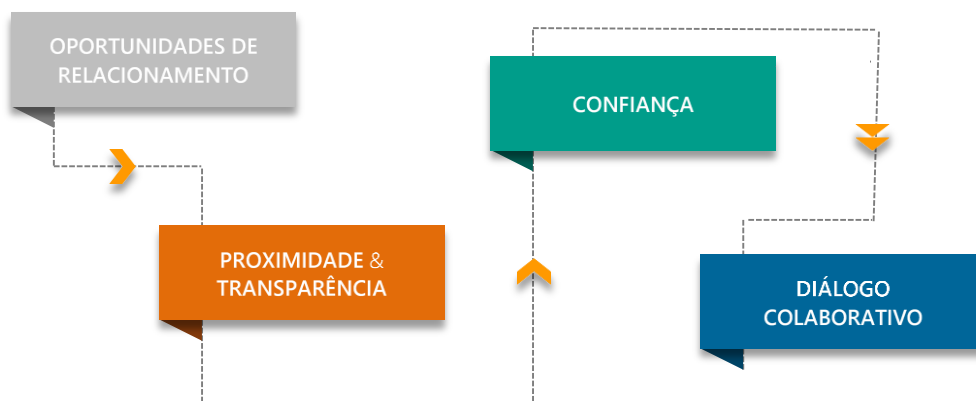 OPORTUNIDADES DE
RELACIONAMENTO
PROXIMIDADE &
TRANSPARÊNCIA
CONFIANÇA
DIÁLOGO
COLABORATIVO